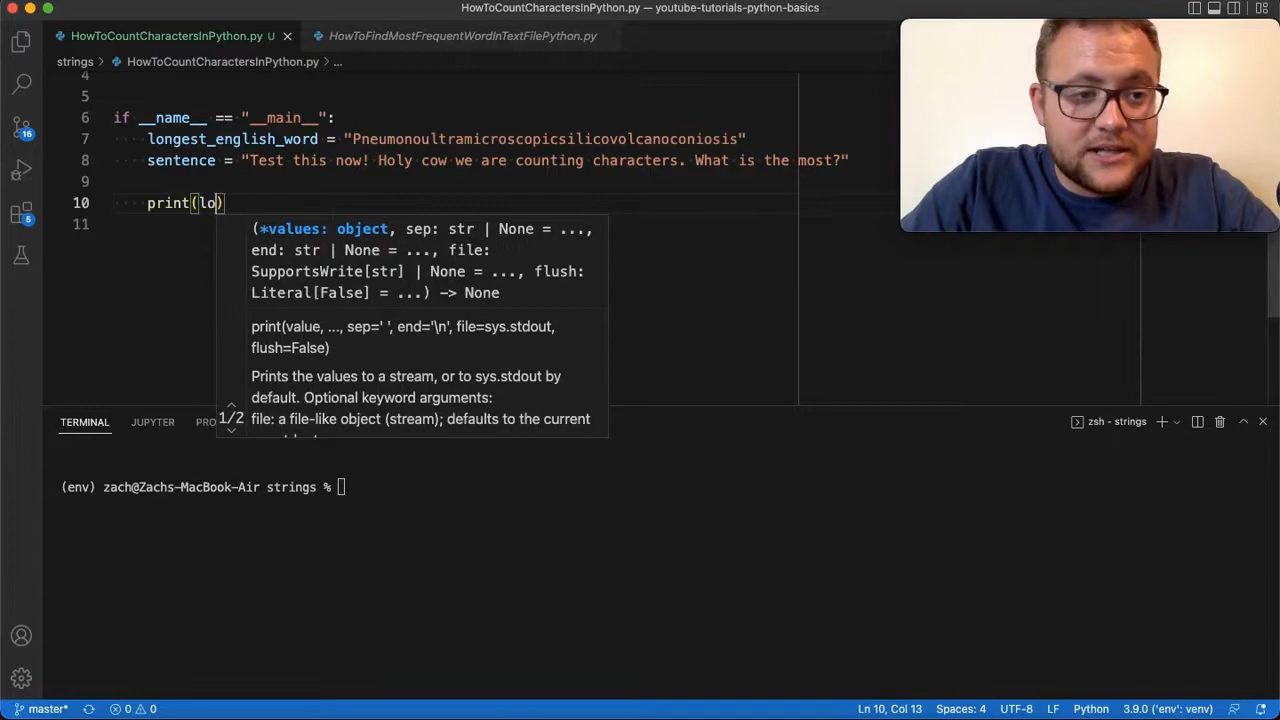 HowToCountCharactersInPython.py — youtube-tutorials-python-basics
HowToCountCharactersInPython.py U
HowToFindMostFrequentWordInTextFilePython.py
strings > HowToCountCharactersInPython.py > ...
4
5
6 if __name__ == "__main__":
7 longest_english_word = "Pneumonoultramicroscopicsilicovolcanoconiosis"
8 sentence = "Test this now! Holy cow we are counting characters. What is the most?"
9
10 print(lo)
11
(*values: object, sep: str | None = ...,
end: str | None = ..., file:
SupportsWrite[str] | None = ..., flush:
Literal[False] = ...) -> None
print(value, ..., sep=' ', end='\n', file=sys.stdout,
flush=False)
Prints the values to a stream, or to sys.stdout by
default. Optional keyword arguments:
1/2 file: a file-like object (stream); defaults to the current
16
5
TERMINAL JUPYTER PRO
zsh - strings
(env) zach@Zachs-MacBook-Air strings %
master* 0 0 Ln 10, Col 13 Spaces: 4 UTF-8 LF Python 3.9.0 ('env': venv)